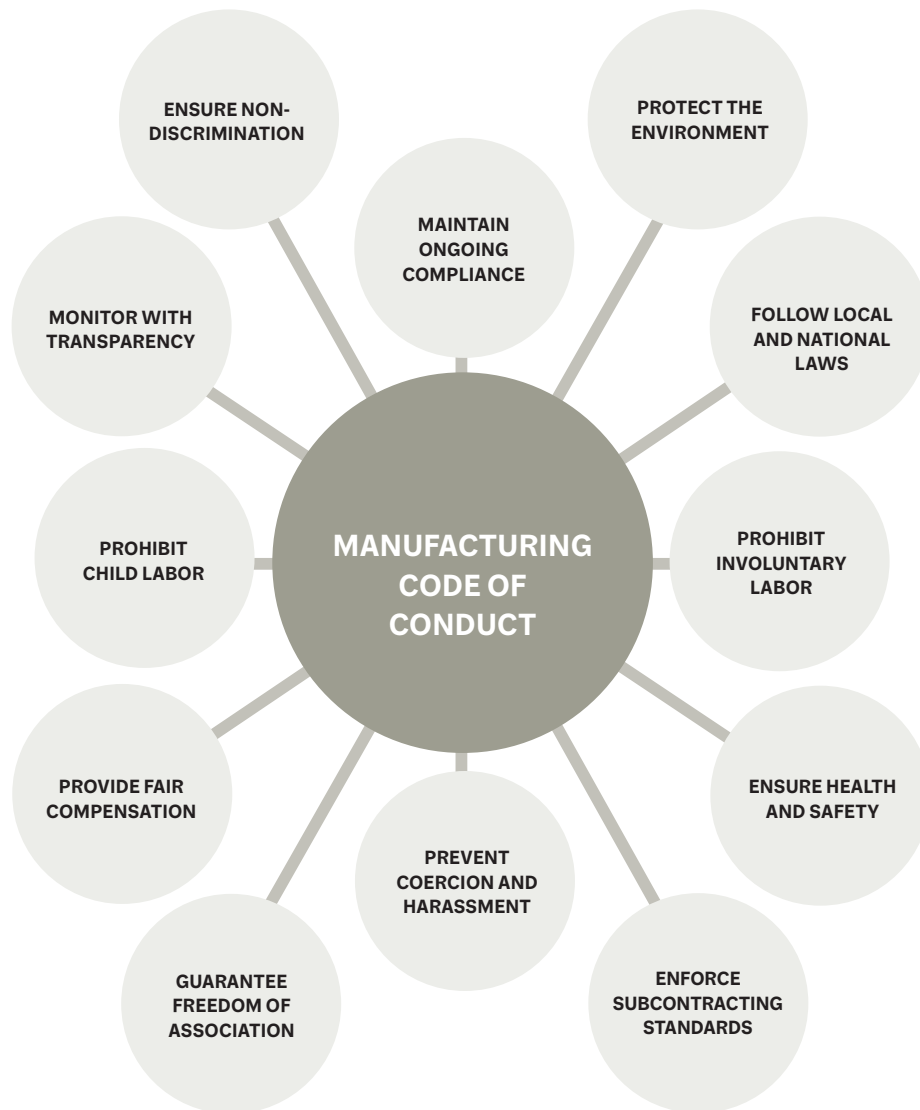 ENSURE NON-
DISCRIMINATION
PROTECT THE
ENVIRONMENT
MAINTAIN
ONGOING
COMPLIANCE
MONITOR WITH
TRANSPARENCY
FOLLOW LOCAL
AND NATIONAL
LAWS
PROHIBIT
CHILD LABOR
MANUFACTURING
CODE OF
CONDUCT
PROHIBIT
INVOLUNTARY
LABOR
PROVIDE FAIR
COMPENSATION
ENSURE HEALTH
AND SAFETY
PREVENT
COERCION AND
HARASSMENT
GUARANTEE
FREEDOM OF
ASSOCIATION
ENFORCE
SUBCONTRACTING
STANDARDS